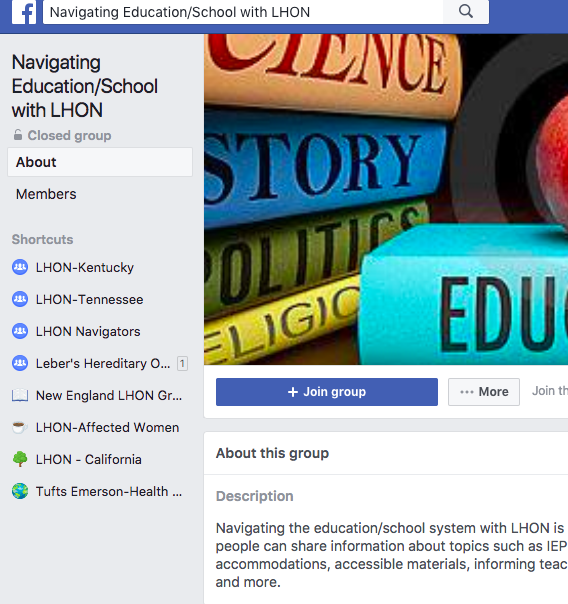 Navigating Education/School with LHON
Navigating
Education/School
with LHON
Closed group
About
Members
Shortcuts
LHON-Kentucky
LHON-Tennessee
LHON Navigators
Leber's Hereditary O... 1
New England LHON Gr...
LHON-Affected Women
LHON - California
Tufts Emerson-Health ...
CIENCE
STORY
POLITICS
ELIGIO
EDUC
+ Join group
••• More
Join th
About this group
Description
Navigating the education/school system with LHON is
people can share information about topics such as IEP
accommodations, accessible materials, informing teac
and more.